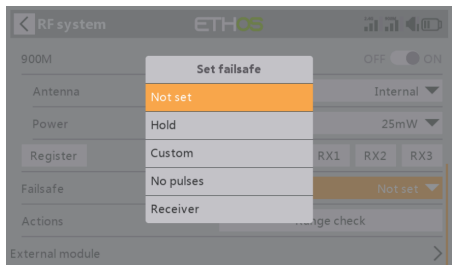 RF system
ETHOS
900M
OFF ON
Set failsafe
Not set
Hold
Custom
No pulses
Receiver
Antenna
Internal
Power
25mW
Register
RX1 RX2 RX3
Failsafe
Not set
Actions
nge check
External module